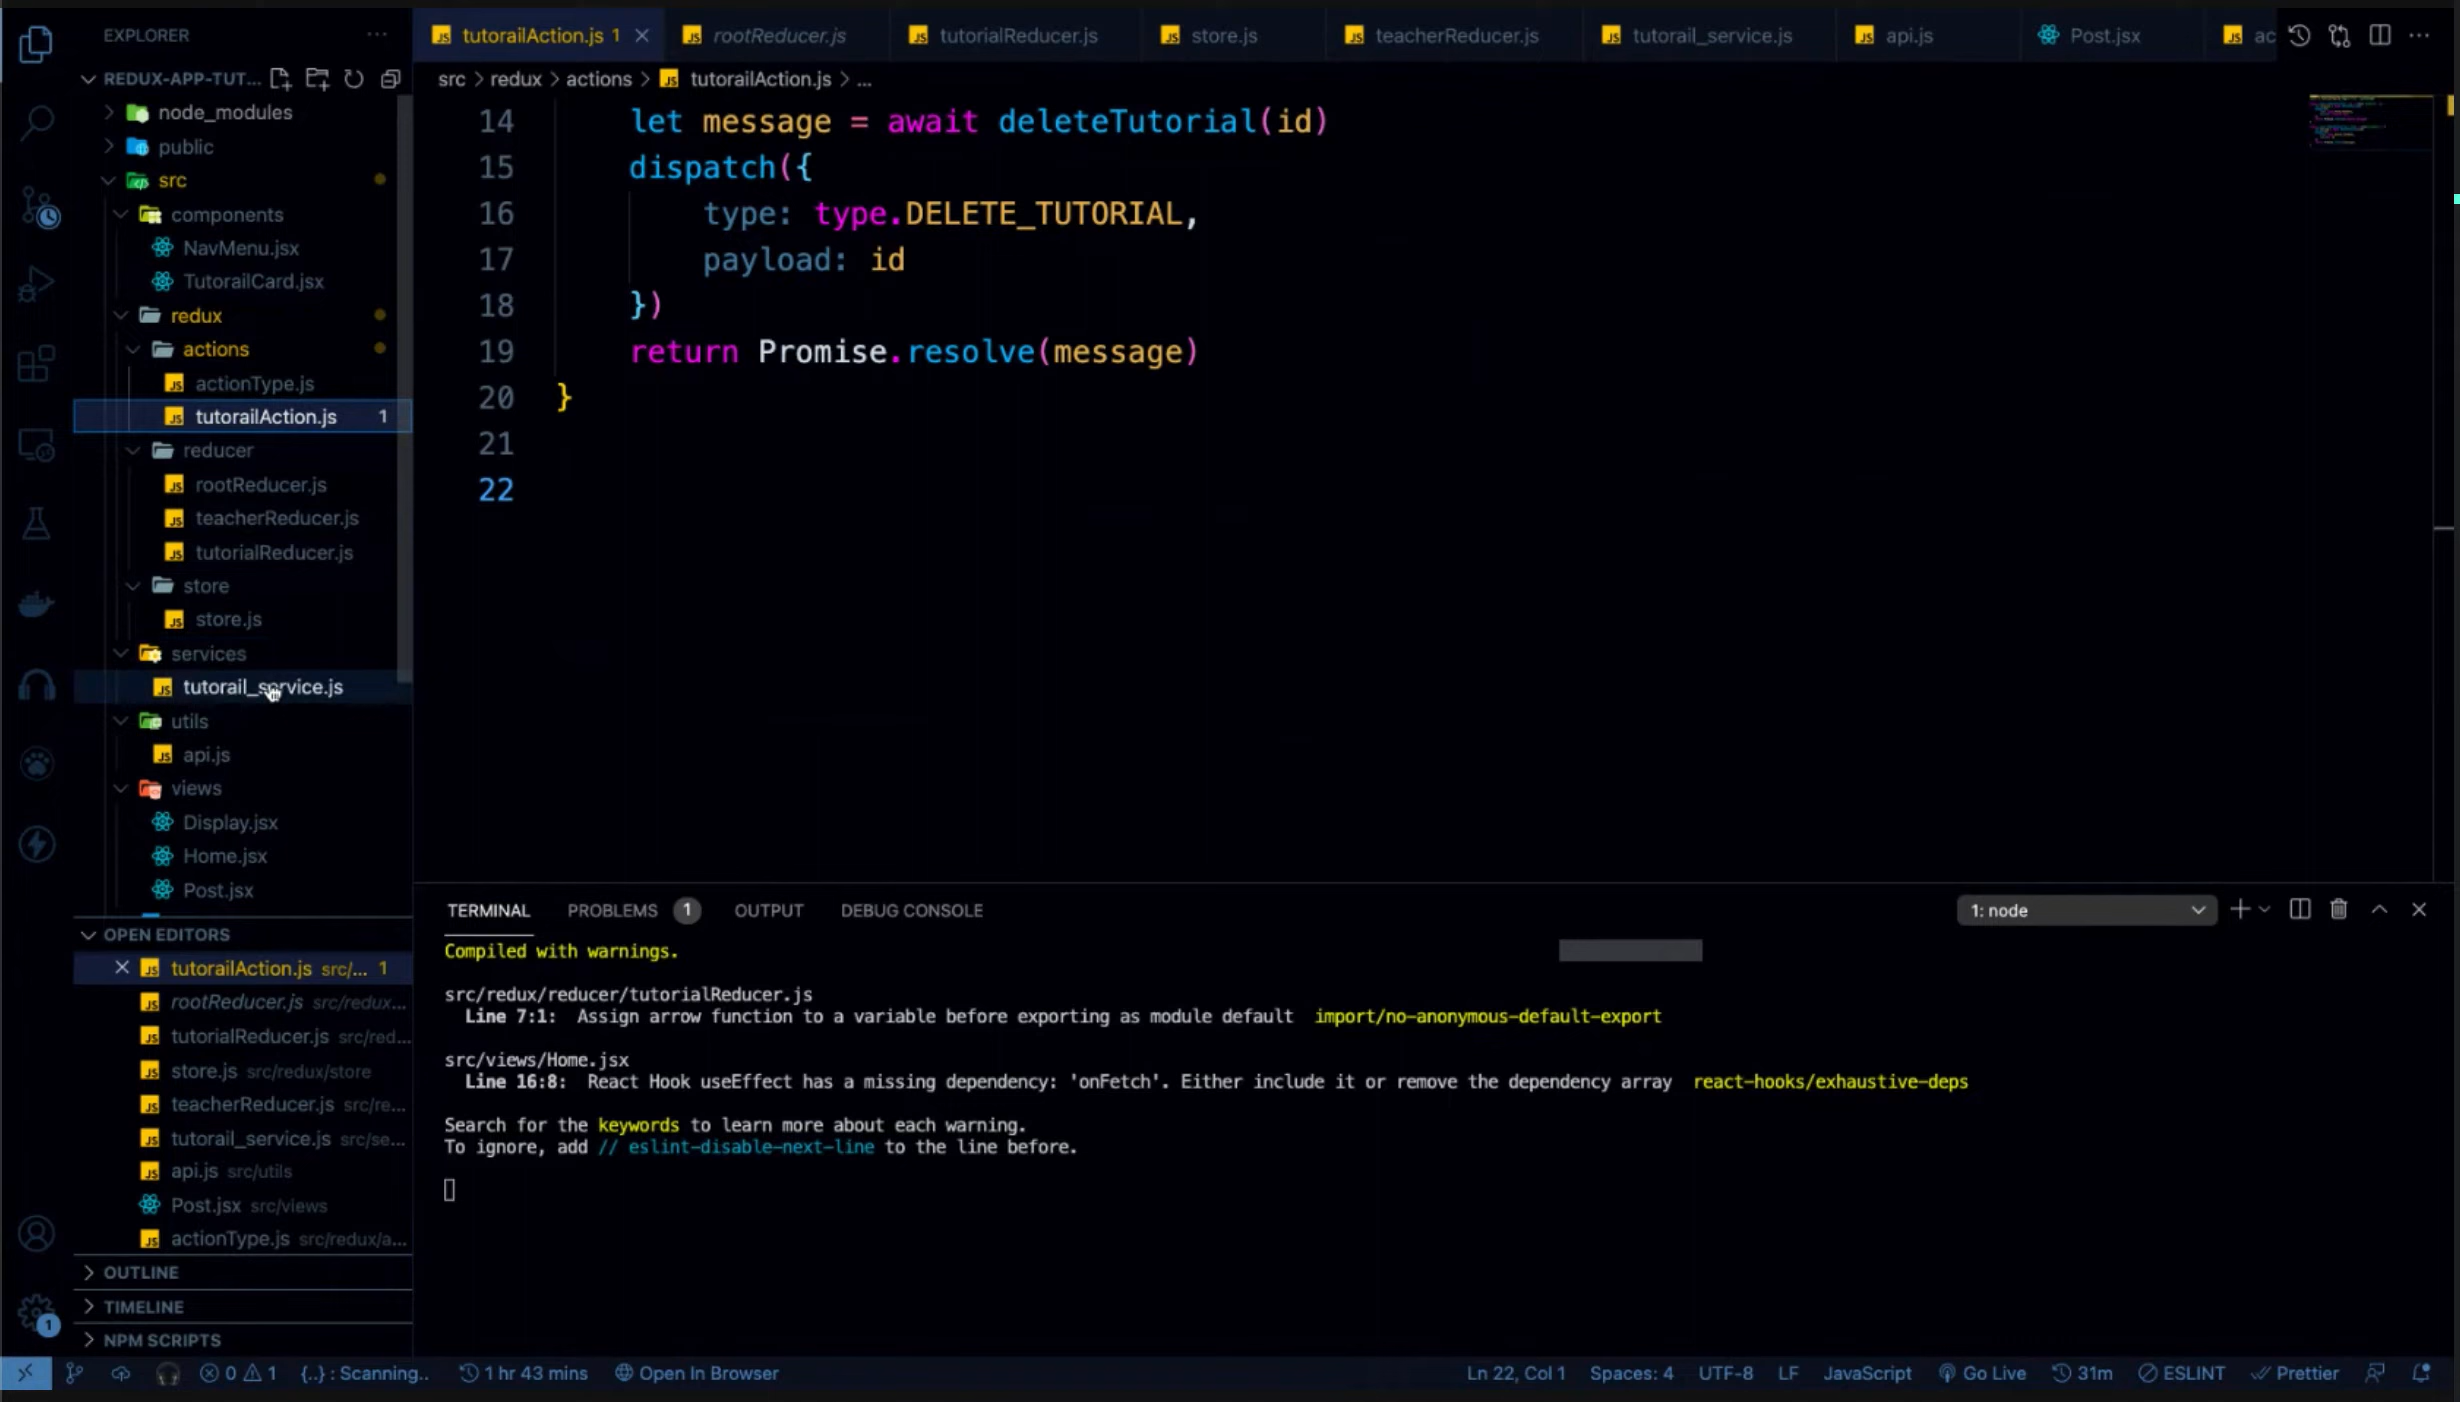 EXPLORER
REDUX-APP-TUT...
node_modules
public
src
components
NavMenu.jsx
TutorailCard.jsx
redux
actions
actionType.js
tutorailAction.js 1
reducer
rootReducer.js
teacherReducer.js
tutorialReducer.js
store
store.js
services
tutorail_service.js
utils
api.js
views
Display.jsx
Home.jsx
Post.jsx
OPEN EDITORS
tutorailAction.js src/... 1
rootReducer.js src/redux...
tutorialReducer.js src/red...
store.js src/redux/store
teacherReducer.js src/re...
tutorail_service.js src/se...
api.js src/utils
Post.jsx src/views
actionType.js src/redux/a...
OUTLINE
TIMELINE
NPM SCRIPTS
tutorailAction.js 1 rootReducer.js tutorialReducer.js store.js teacherReducer.js tutorail_service.js api.js Post.jsx ac
src > redux > actions > tutorailAction.js > ...
14 let message = await deleteTutorial(id)
15 dispatch({
16 type: type.DELETE_TUTORIAL,
17 payload: id
18 })
19 return Promise.resolve(message)
20 }
21
22
TERMINAL PROBLEMS 1 OUTPUT DEBUG CONSOLE 1: node
Compiled with warnings.
src/redux/reducer/tutorialReducer.js
Line 7:1: Assign arrow function to a variable before exporting as module default import/no-anonymous-default-export
src/views/Home.jsx
Line 16:8: React Hook useEffect has a missing dependency: 'onFetch'. Either include it or remove the dependency array react-hooks/exhaustive-deps
Search for the keywords to learn more about each warning.
To ignore, add // eslint-disable-next-line to the line before.
1
0 1 {..} : Scanning.. 1 hr 43 mins Open In Browser Ln 22, Col 1 Spaces: 4 UTF-8 LF JavaScript Go Live 31m ESLINT Prettier